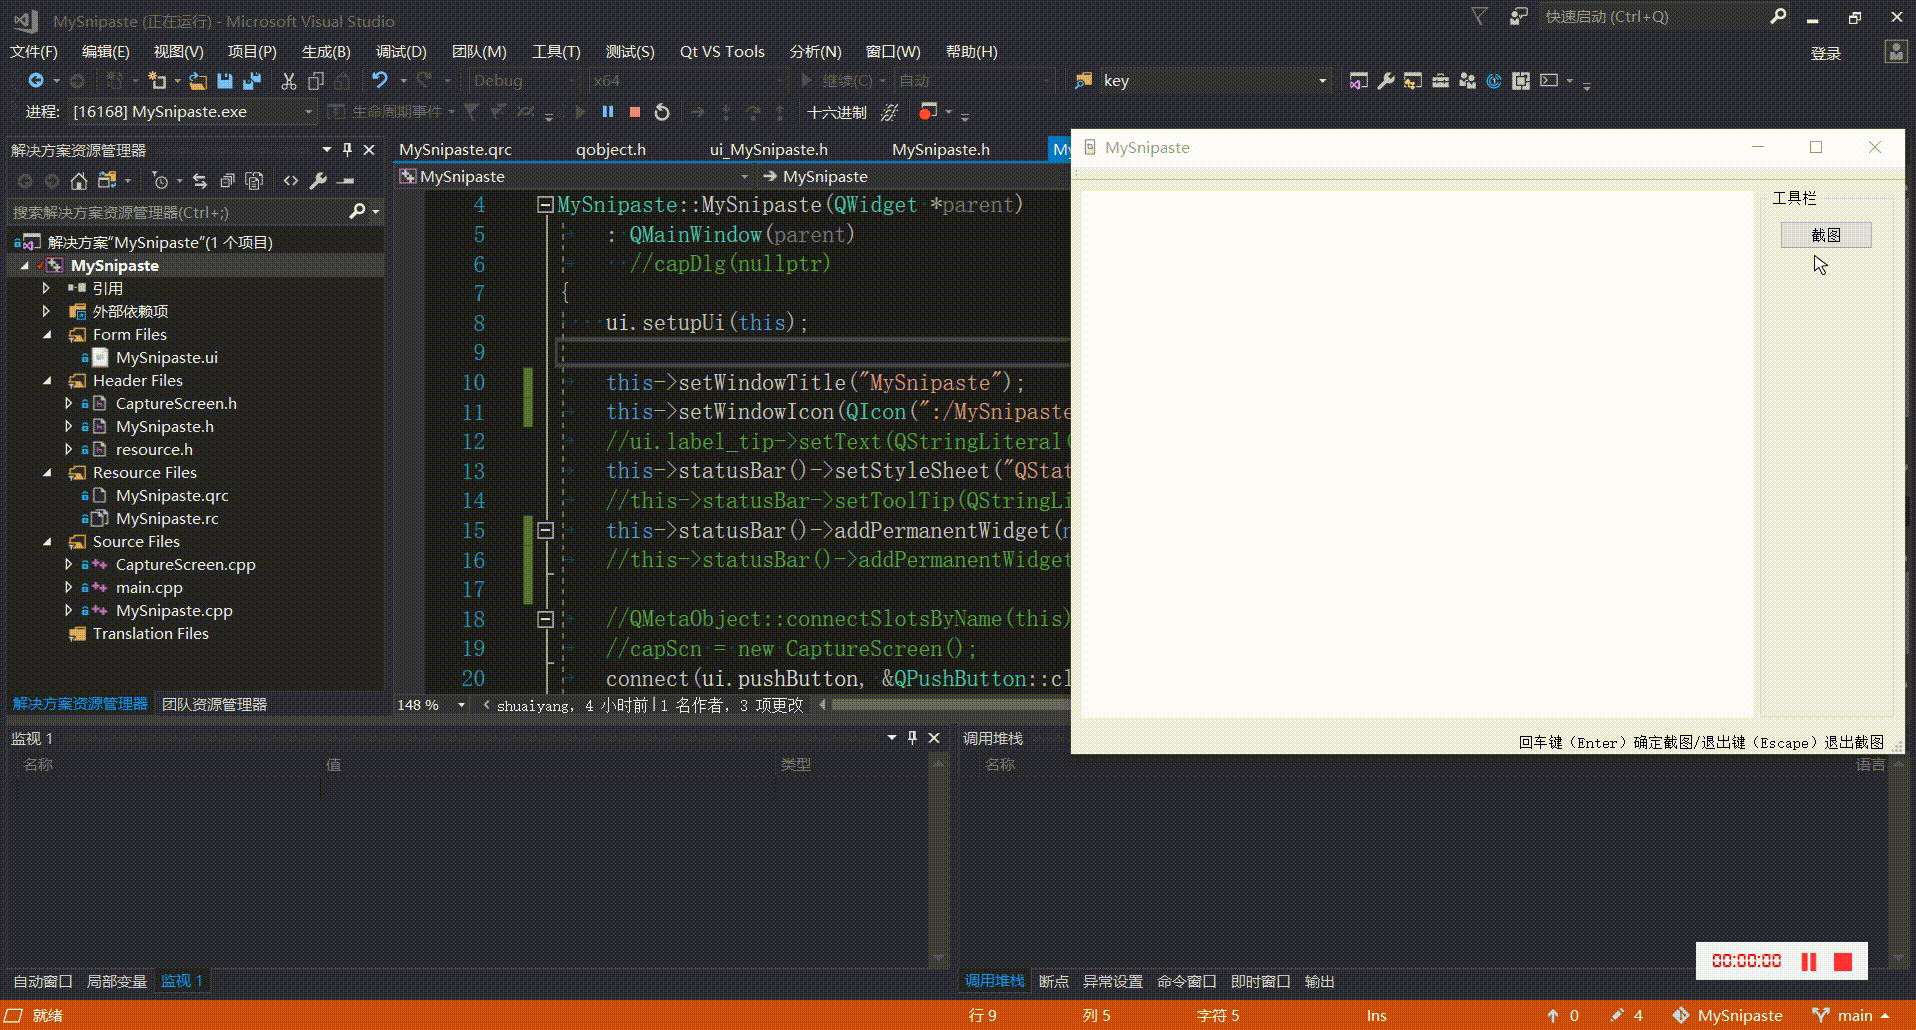 MySnipaste (正在运行) - Microsoft Visual Studio
快速启动 (Ctrl+Q)
文件(F) 编辑(E) 视图(V) 项目(P) 生成(B) 调试(D) 团队(M) 工具(T) 测试(S) Qt VS Tools 分析(N) 窗口(W) 帮助(H)
登录
Debug x64 继续(C) 自动 key
进程: [16168] MySnipaste.exe 生命周期事件 十六进制
解决方案资源管理器
搜索解决方案资源管理器(Ctrl+;)
解决方案"MySnipaste"(1 个项目)
MySnipaste
引用
外部依赖项
Form Files
MySnipaste.ui
Header Files
CaptureScreen.h
MySnipaste.h
resource.h
Resource Files
MySnipaste.qrc
MySnipaste.rc
Source Files
CaptureScreen.cpp
main.cpp
MySnipaste.cpp
Translation Files
解决方案资源管理器 团队资源管理器
MySnipaste.qrc qobject.h ui_MySnipaste.h MySnipaste.h My
MySnipaste MySnipaste
4 MySnipaste::MySnipaste(QWidget *parent)
5 : QMainWindow(parent)
6 //capDlg(nullptr)
7 {
8 ui.setupUi(this);
9
10 this->setWindowTitle("MySnipaste");
11 this->setWindowIcon(QIcon(":/MySnipaste
12 //ui.label_tip->setText(QStringLiteral(
13 this->statusBar()->setStyleSheet("QStat
14 //this->statusBar->setToolTip(QStringLi
15 this->statusBar()->addPermanentWidget(n
16 //this->statusBar()->addPermanentWidget
17
18 //QMetaObject::connectSlotsByName(this)
19 //capScn = new CaptureScreen();
20 connect(ui.pushButton, &QPushButton::cl
148 % shuaiyang, 4 小时前|1 名作者, 3 项更改
MySnipaste
工具栏
截图
回车键（Enter）确定截图/退出键（Escape）退出截图
监视 1
名称 值 类型
自动窗口 局部变量 监视 1
调用堆栈
名称 语言
调用堆栈 断点 异常设置 命令窗口 即时窗口 输出
00:00:00
就绪 行 9 列 5 字符 5 Ins 0 4 MySnipaste main